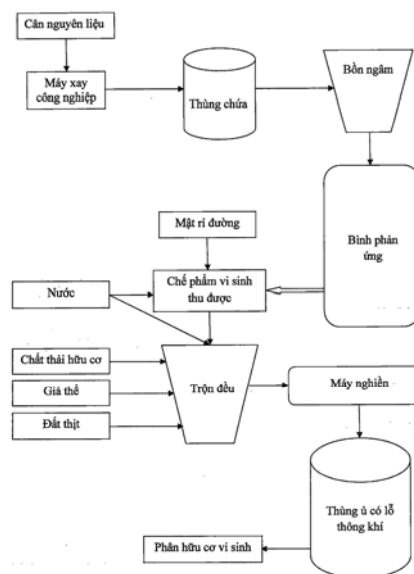 Cân nguyên liệu
Máy xay
công nghiệp
Thùng chứa
Bồn ngâm
Bình phản
ứng
Mật rỉ đường
Chế phẩm vi sinh
thu được
Nước
Chất thải hữu cơ
Giá thể
Đất thịt
Trộn đều
Máy nghiền
Thùng ủ có lỗ
thông khí
Phân hữu cơ vi sinh